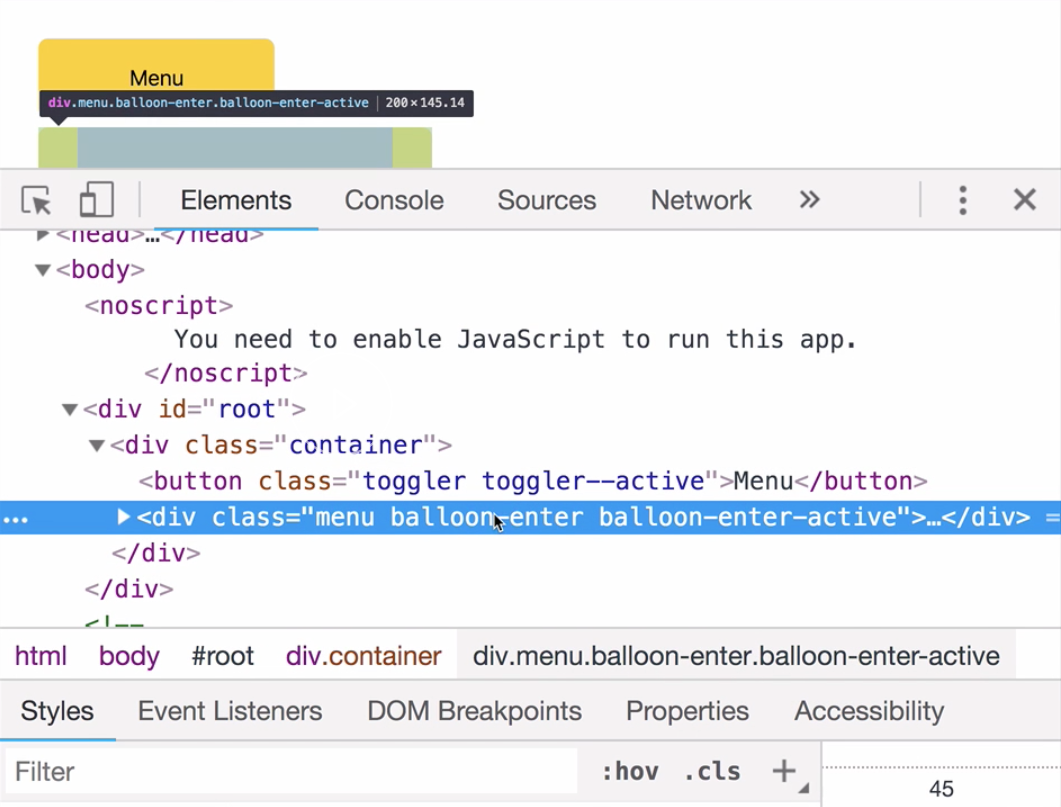 Menu
div.menu.balloon-enter.balloon-enter-active | 200×145.14
Elements Console Sources Network »
▶<head>…</head>
▼<body>
<noscript>
You need to enable JavaScript to run this app.
</noscript>
▼<div id="root">
▼<div class="container">
<button class="toggler toggler--active">Menu</button>
… ▶<div class="menu balloon-enter balloon-enter-active">…</div> =
</div>
</div>
<!--
html body #root div.container div.menu.balloon-enter.balloon-enter-active
Styles Event Listeners DOM Breakpoints Properties Accessibility
Filter :hov .cls +
45